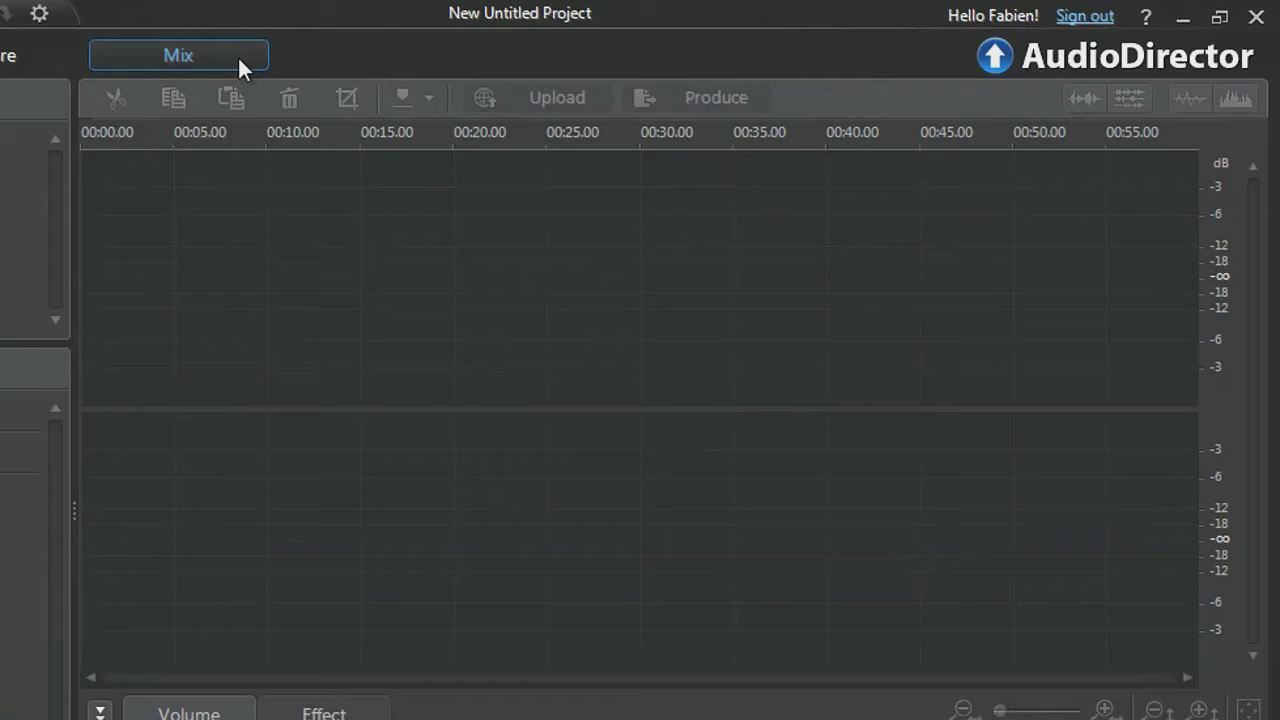 New Untitled Project
Hello Fabien! Sign out ?
re
Mix
AudioDirector
Upload
Produce
00:00.00 00:05.00 00:10.00 00:15.00 00:20.00 00:25.00 00:30.00 00:35.00 00:40.00 00:45.00 00:50.00 00:55.00
dB
-3
-6
-12
-18
-∞
-18
-12
-6
-3
-3
-6
-12
-18
-∞
-18
-12
-6
-3
Volume
Effect